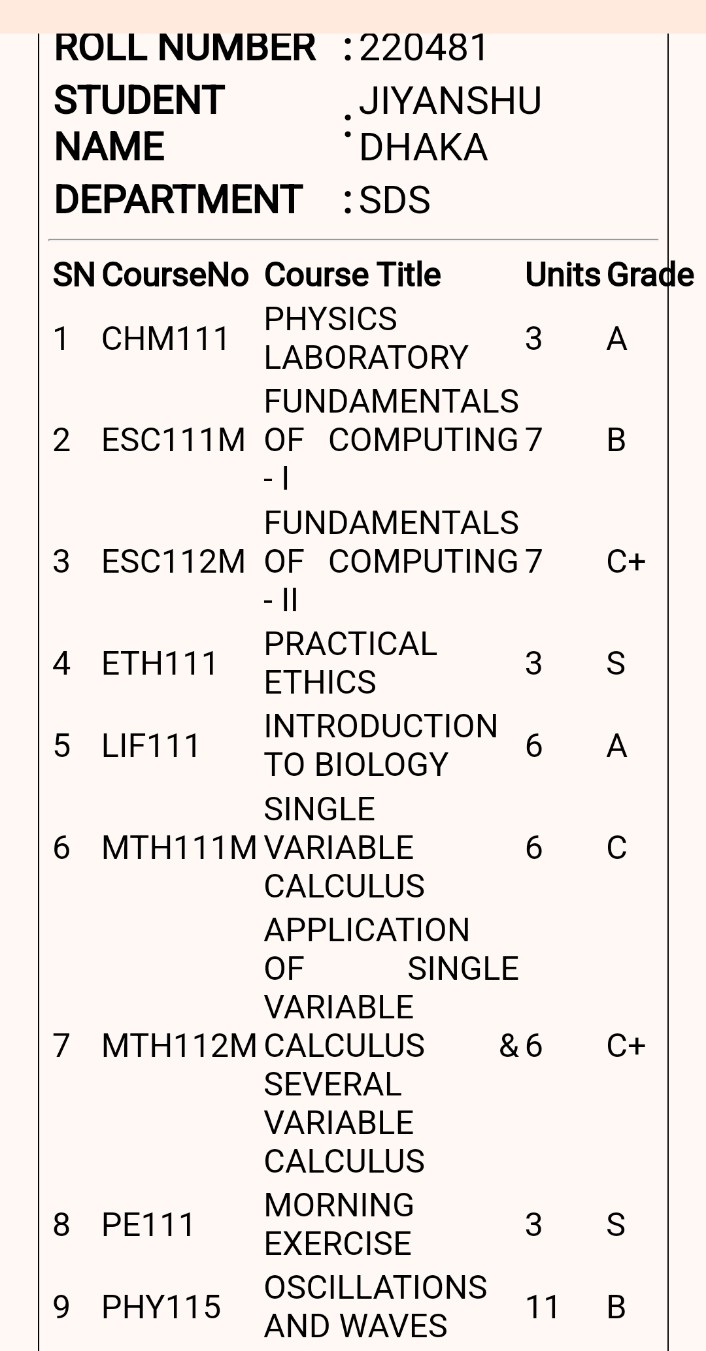 ROLL NUMBER : 220481
STUDENT NAME : JIYANSHU DHAKA
DEPARTMENT : SDS
SN CourseNo Course Title Units Grade
1 CHM111 PHYSICS LABORATORY 3 A
2 ESC111M FUNDAMENTALS OF COMPUTING - I 7 B
3 ESC112M FUNDAMENTALS OF COMPUTING - II 7 C+
4 ETH111 PRACTICAL ETHICS 3 S
5 LIF111 INTRODUCTION TO BIOLOGY 6 A
6 MTH111M SINGLE VARIABLE CALCULUS 6 C
7 MTH112M APPLICATION OF SINGLE VARIABLE CALCULUS & SEVERAL VARIABLE CALCULUS 6 C+
8 PE111 MORNING EXERCISE 3 S
9 PHY115 OSCILLATIONS AND WAVES 11 B